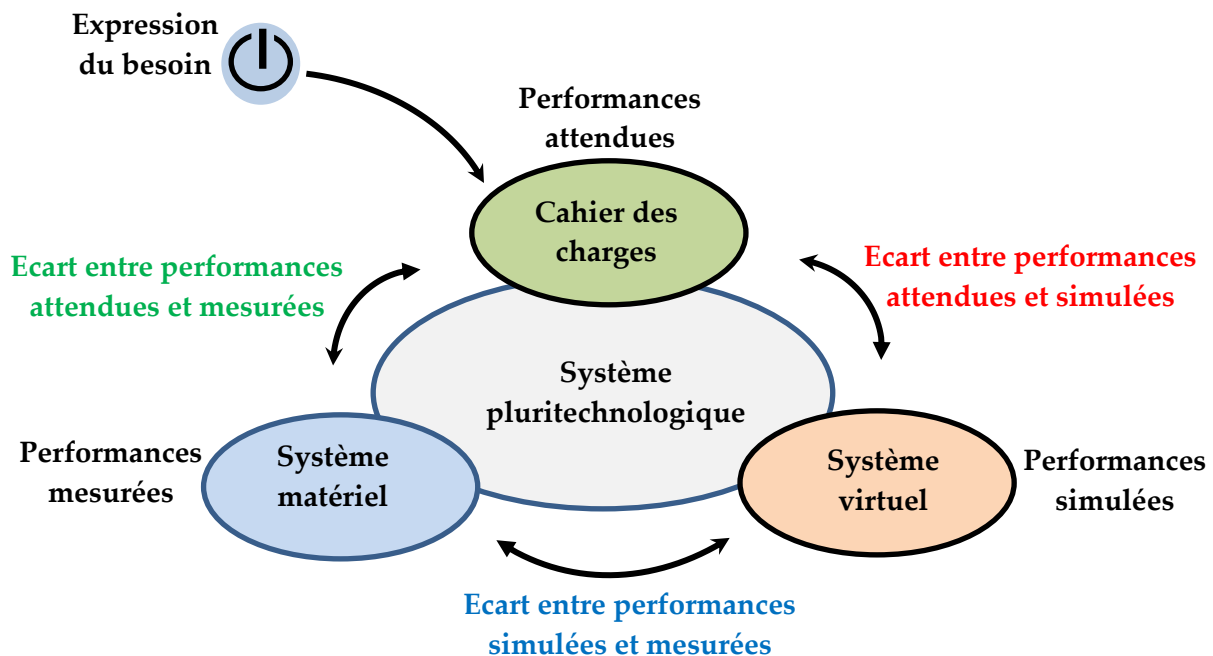 Expression
du besoin
Performances
attendues
Cahier des
charges
Ecart entre performances
attendues et mesurées
Ecart entre performances
attendues et simulées
Système
pluritechnologique
Performances
mesurées
Système
matériel
Système
virtuel
Performances
simulées
Ecart entre performances
simulées et mesurées